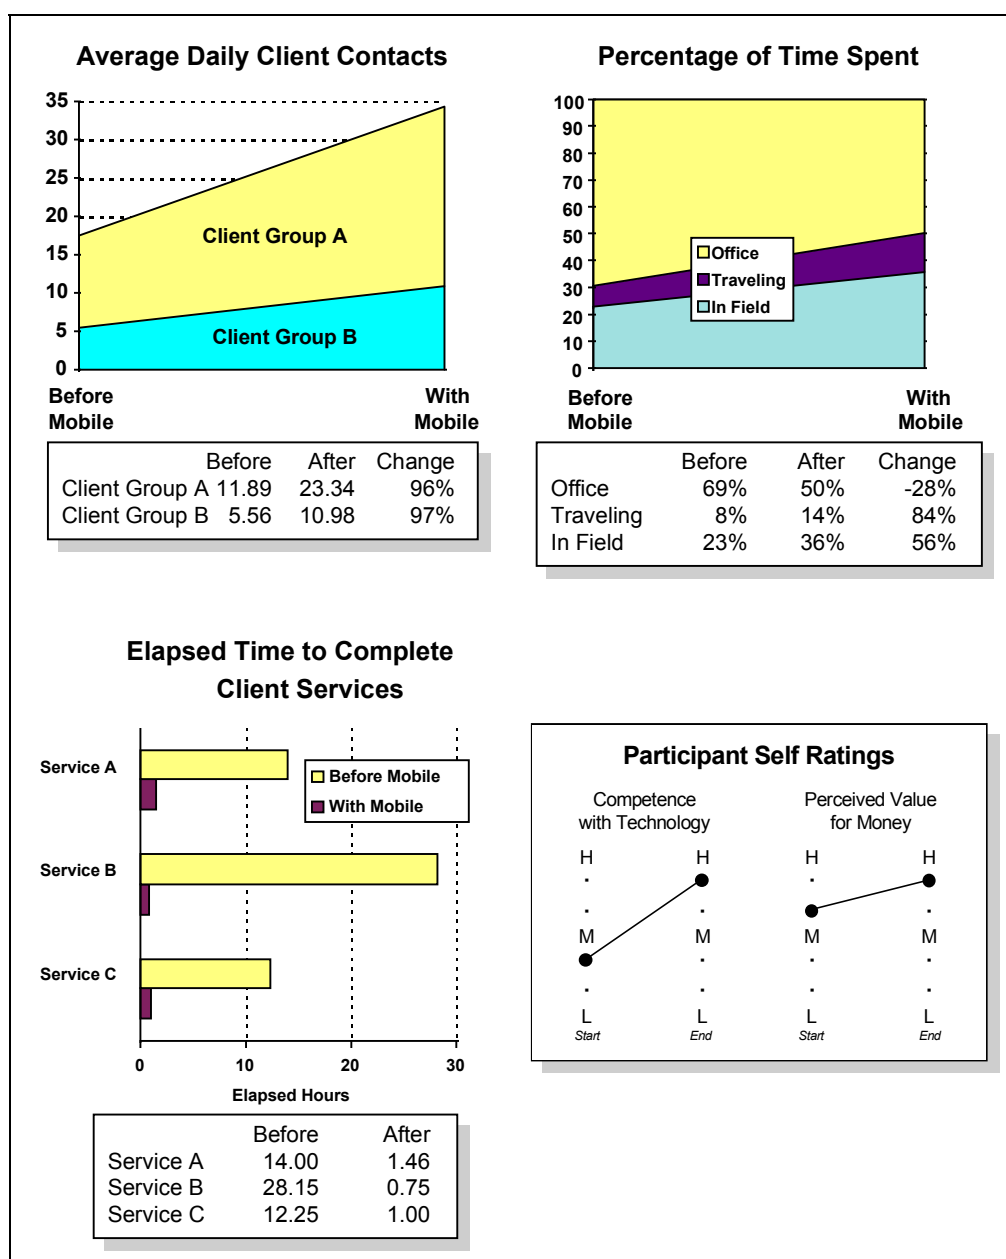 Average Daily Client Contacts
35
30
25
20
15
10
5
0
Client Group A
Client Group B
Before
Mobile
With
Mobile
Before After Change
Client Group A 11.89 23.34 96%
Client Group B 5.56 10.98 97%
Percentage of Time Spent
100
90
80
70
60
50
40
30
20
10
0
Office
Traveling
In Field
Before
Mobile
With
Mobile
Before After Change
Office 69% 50% -28%
Traveling 8% 14% 84%
In Field 23% 36% 56%
Elapsed Time to Complete
Client Services
Service A
Service B
Service C
Before Mobile
With Mobile
0 10 20 30
Elapsed Hours
Before After
Service A 14.00 1.46
Service B 28.15 0.75
Service C 12.25 1.00
Participant Self Ratings
Competence
with Technology
H H
M M
L L
Start End
Perceived Value
for Money
H H
M M
L L
Start End